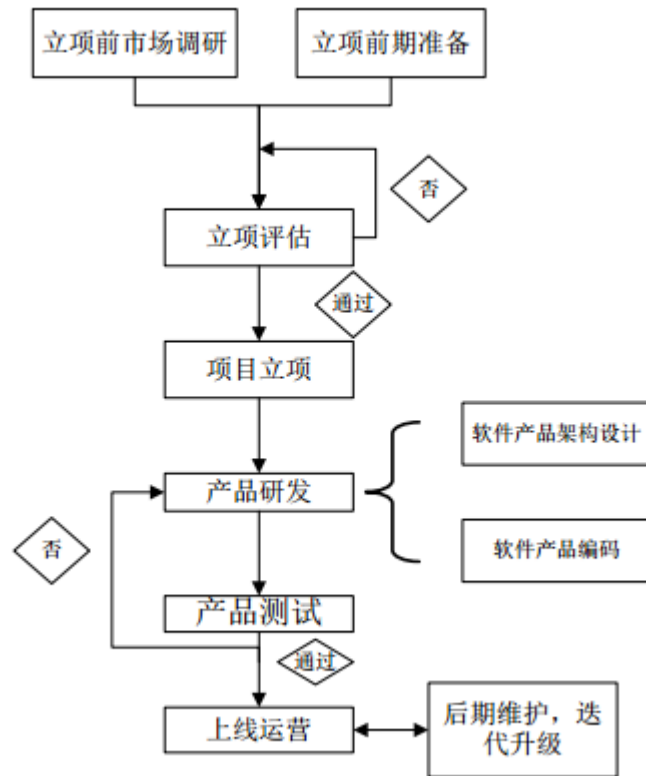 立项前市场调研
立项前期准备
否
立项评估
通过
项目立项
软件产品架构设计
产品研发
否
软件产品编码
产品测试
通过
上线运营
后期维护，迭
代升级